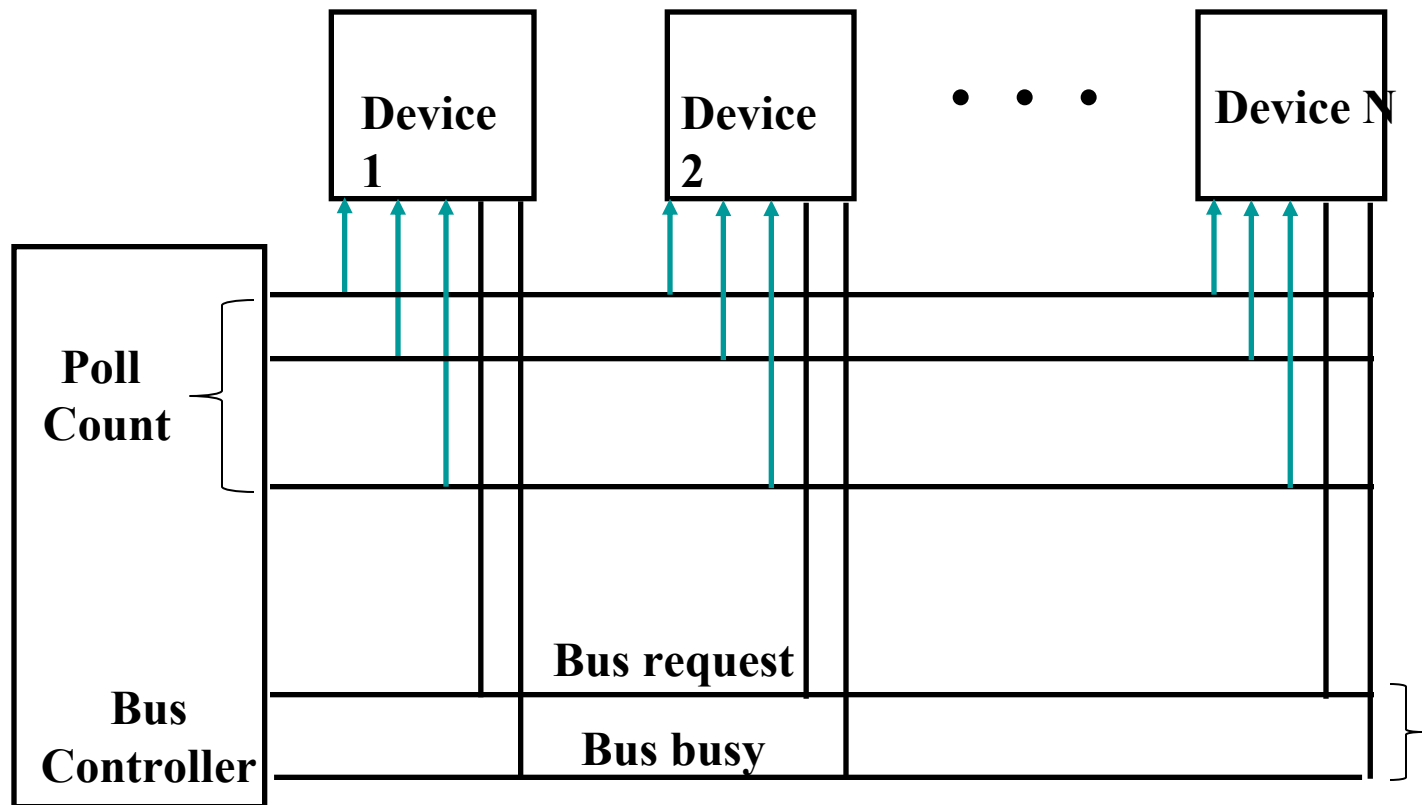 Device
1
Device
2
• • •
Device N
Poll
Count
Bus request
Bus
Controller
Bus busy